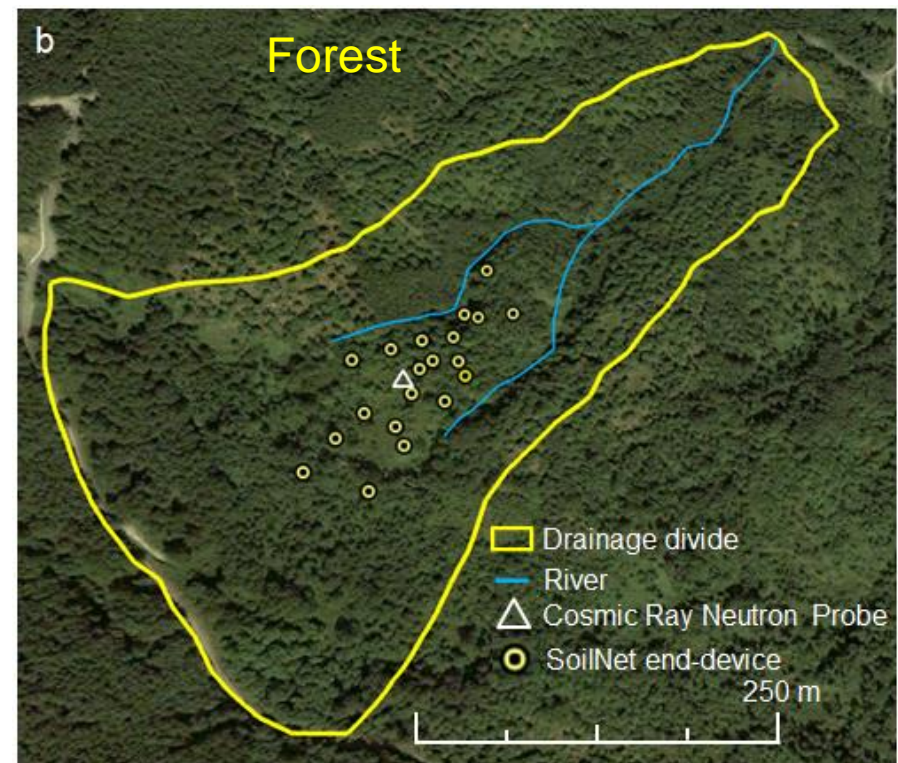 b
Forest
Drainage divide
River
Cosmic Ray Neutron Probe
SoilNet end-device
250 m